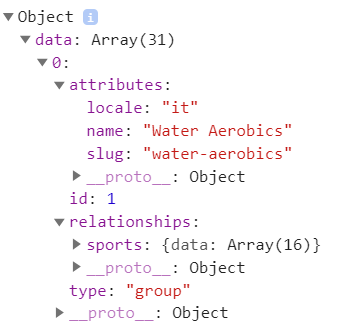 ▼Object i
▼data: Array(31)
▼0:
▼attributes:
locale: "it"
name: "Water Aerobics"
slug: "water-aerobics"
▶__proto__: Object
id: 1
▼relationships:
▶sports: {data: Array(16)}
▶__proto__: Object
type: "group"
▶__proto__: Object